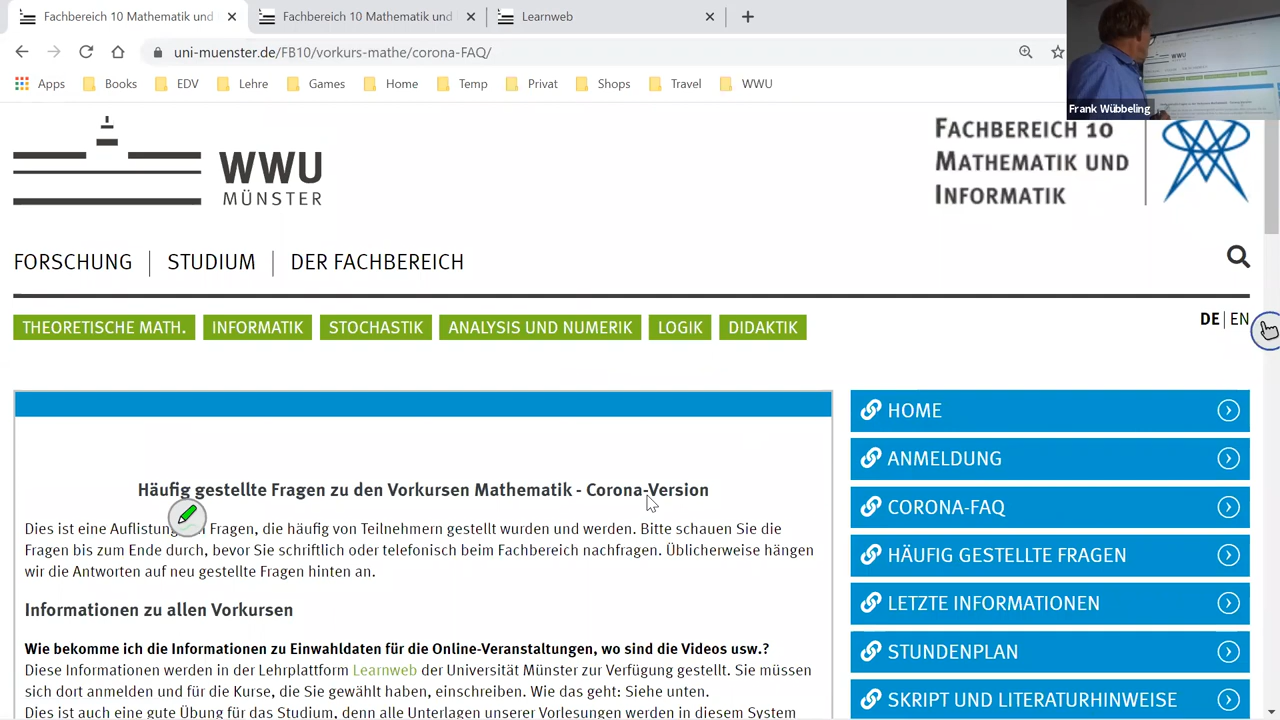 Fachbereich 10 Mathematik und
Fachbereich 10 Mathematik und
Learnweb
uni-muenster.de/FB10/vorkurs-mathe/corona-FAQ/
Apps
Books
EDV
Lehre
Games
Home
Temp
Privat
Shops
Travel
WWU
Frank Wübbeling
WWU
MÜNSTER
FACHBEREICH 10
MATHEMATIK UND
INFORMATIK
FORSCHUNG
STUDIUM
DER FACHBEREICH
THEORETISCHE MATH.
INFORMATIK
STOCHASTIK
ANALYSIS UND NUMERIK
LOGIK
DIDAKTIK
DE | EN
Häufig gestellte Fragen zu den Vorkursen Mathematik - Corona-Version
Dies ist eine Auflistung Fragen, die häufig von Teilnehmern gestellt wurden und werden. Bitte schauen Sie die
Fragen bis zum Ende durch, bevor Sie schriftlich oder telefonisch beim Fachbereich nachfragen. Üblicherweise hängen
wir die Antworten auf neu gestellte Fragen hinten an.
Informationen zu allen Vorkursen
Wie bekomme ich die Informationen zu Einwahldaten für die Online-Veranstaltungen, wo sind die Videos usw.?
Diese Informationen werden in der Lehrplattform Learnweb der Universität Münster zur Verfügung gestellt. Sie müssen
sich dort anmelden und für die Kurse, die Sie gewählt haben, einschreiben. Wie das geht: Siehe unten.
Dies ist auch eine gute Übung für das Studium, denn alle Unterlagen unserer Vorlesungen werden in diesem System
HOME
ANMELDUNG
CORONA-FAQ
HÄUFIG GESTELLTE FRAGEN
LETZTE INFORMATIONEN
STUNDENPLAN
SKRIPT UND LITERATURHINWEISE